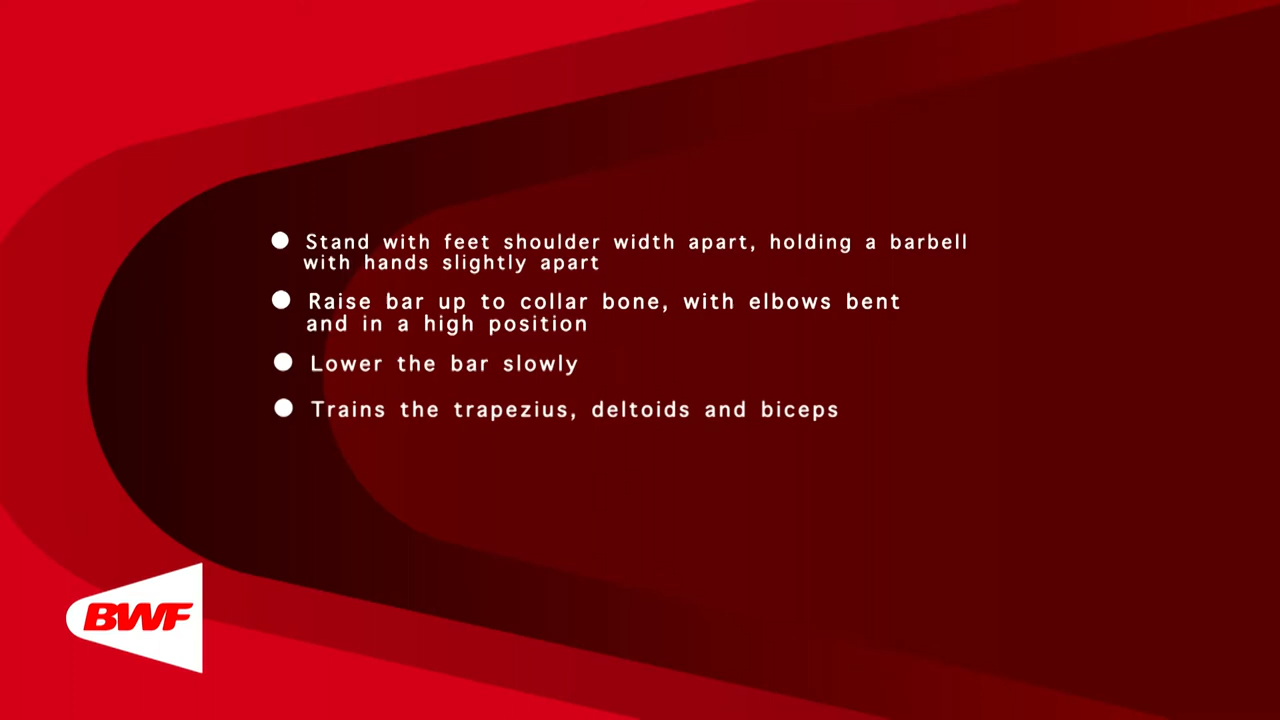 ● Stand with feet shoulder width apart, holding a barbell
with hands slightly apart
● Raise bar up to collar bone, with elbows bent
and in a high position
● Lower the bar slowly
● Trains the trapezius, deltoids and biceps
BWF